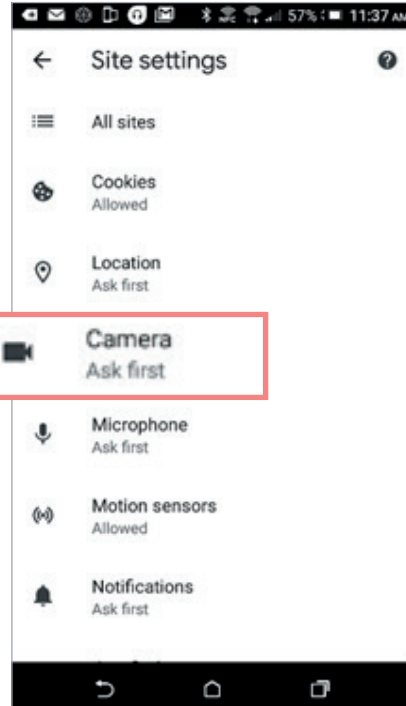 57% 11:37 AM
Site settings
All sites
Cookies
Allowed
Location
Ask first
Camera
Ask first
Microphone
Ask first
Motion sensors
Allowed
Notifications
Ask first